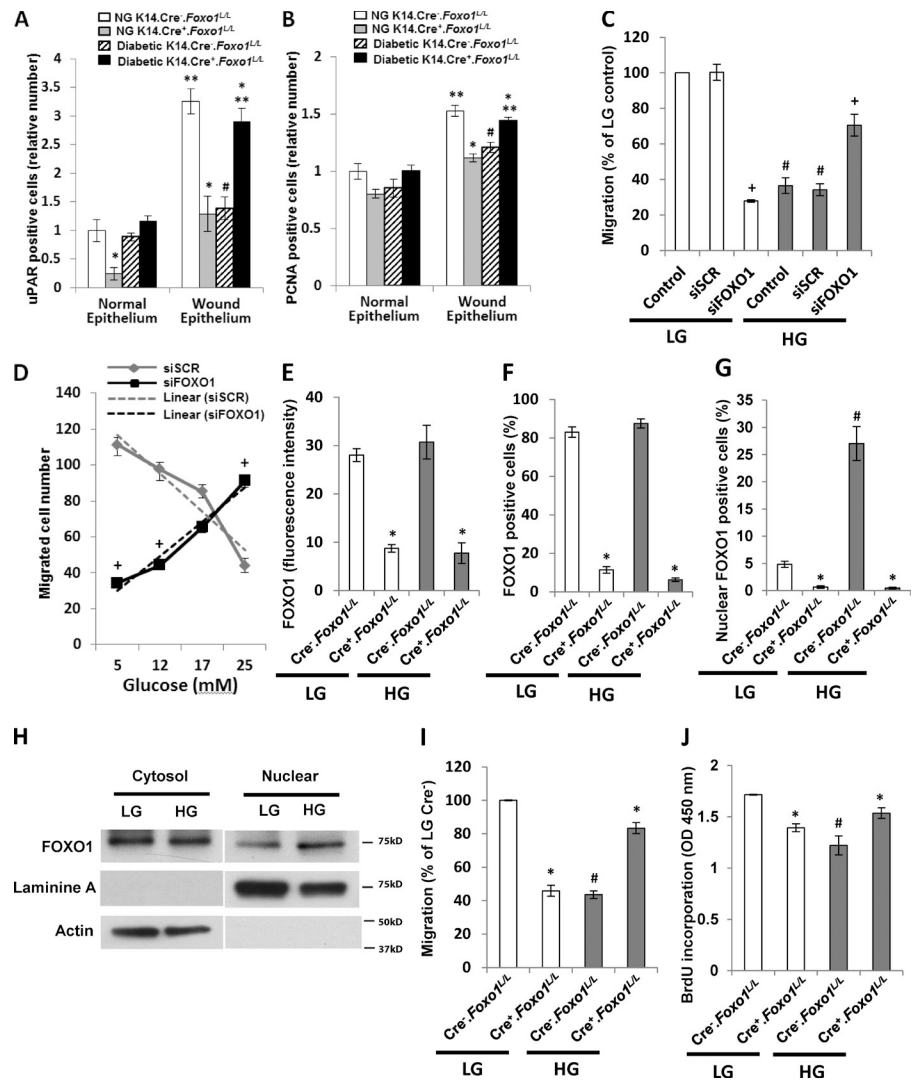 A
NG K14.Cre-.Foxo1L/L
NG K14.Cre+.Foxo1L/L
Diabetic K14.Cre-.Foxo1L/L
Diabetic K14.Cre+.Foxo1L/L
uPAR positive cells (relative number)
4
3.5
3
2.5
2
1.5
1
0.5
0
*
**
*
#
*
**
Normal Epithelium
Wound Epithelium
B
NG K14.Cre-.Foxo1L/L
NG K14.Cre+.Foxo1L/L
Diabetic K14.Cre-.Foxo1L/L
Diabetic K14.Cre+.Foxo1L/L
PCNA positive cells (relative number)
2
1.5
1
0.5
0
**
*
#
*
**
Normal Epithelium
Wound Epithelium
C
Migration (% of LG control)
120
100
80
60
40
20
0
+
#
#
+
Control
siSCR
siFOXO1
Control
siSCR
siFOXO1
LG
HG
D
siSCR
siFOXO1
Linear (siSCR)
Linear (siFOXO1)
Migrated cell number
140
120
100
80
60
40
20
0
+
+
+
5 12 17 25
Glucose (mM)
E
FOXO1 (fluorescence intensity)
40
30
20
10
0
*
*
Cre-.Foxo1L/L
Cre+.Foxo1L/L
Cre-.Foxo1L/L
Cre+.Foxo1L/L
LG
HG
F
FOXO1 positive cells (%)
100
80
60
40
20
0
*
*
Cre-.Foxo1L/L
Cre+.Foxo1L/L
Cre-.Foxo1L/L
Cre+.Foxo1L/L
LG
HG
G
Nuclear FOXO1 positive cells (%)
35
30
25
20
15
10
5
0
*
#
*
Cre-.Foxo1L/L
Cre+.Foxo1L/L
Cre-.Foxo1L/L
Cre+.Foxo1L/L
LG
HG
H
Cytosol Nuclear
LG HG LG HG
FOXO1
75kD
Laminine A
75kD
Actin
50kD
37kD
I
Migration (% of LG Cre-)
120
100
80
60
40
20
0
*
#
*
Cre-.Foxo1L/L
Cre+.Foxo1L/L
Cre-.Foxo1L/L
Cre+.Foxo1L/L
LG
HG
J
BrdU incorporation (OD 450 nm)
2
1.5
1
0.5
0
*
#
*
Cre-.Foxo1L/L
Cre+.Foxo1L/L
Cre-.Foxo1L/L
Cre+.Foxo1L/L
LG
HG